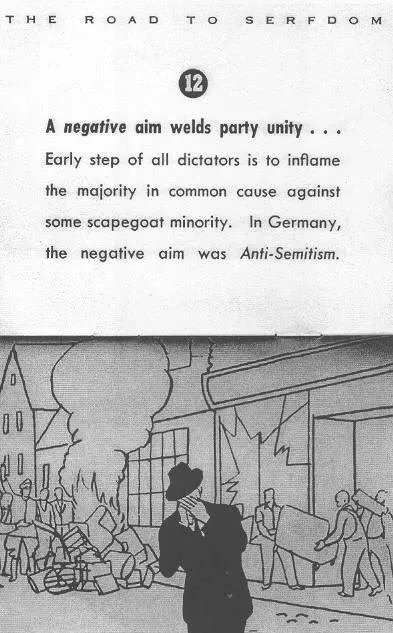 THE ROAD TO SERFDOM
12
A negative aim welds party unity . . .
Early step of all dictators is to inflame
the majority in common cause against
some scapegoat minority. In Germany,
the negative aim was Anti-Semitism.